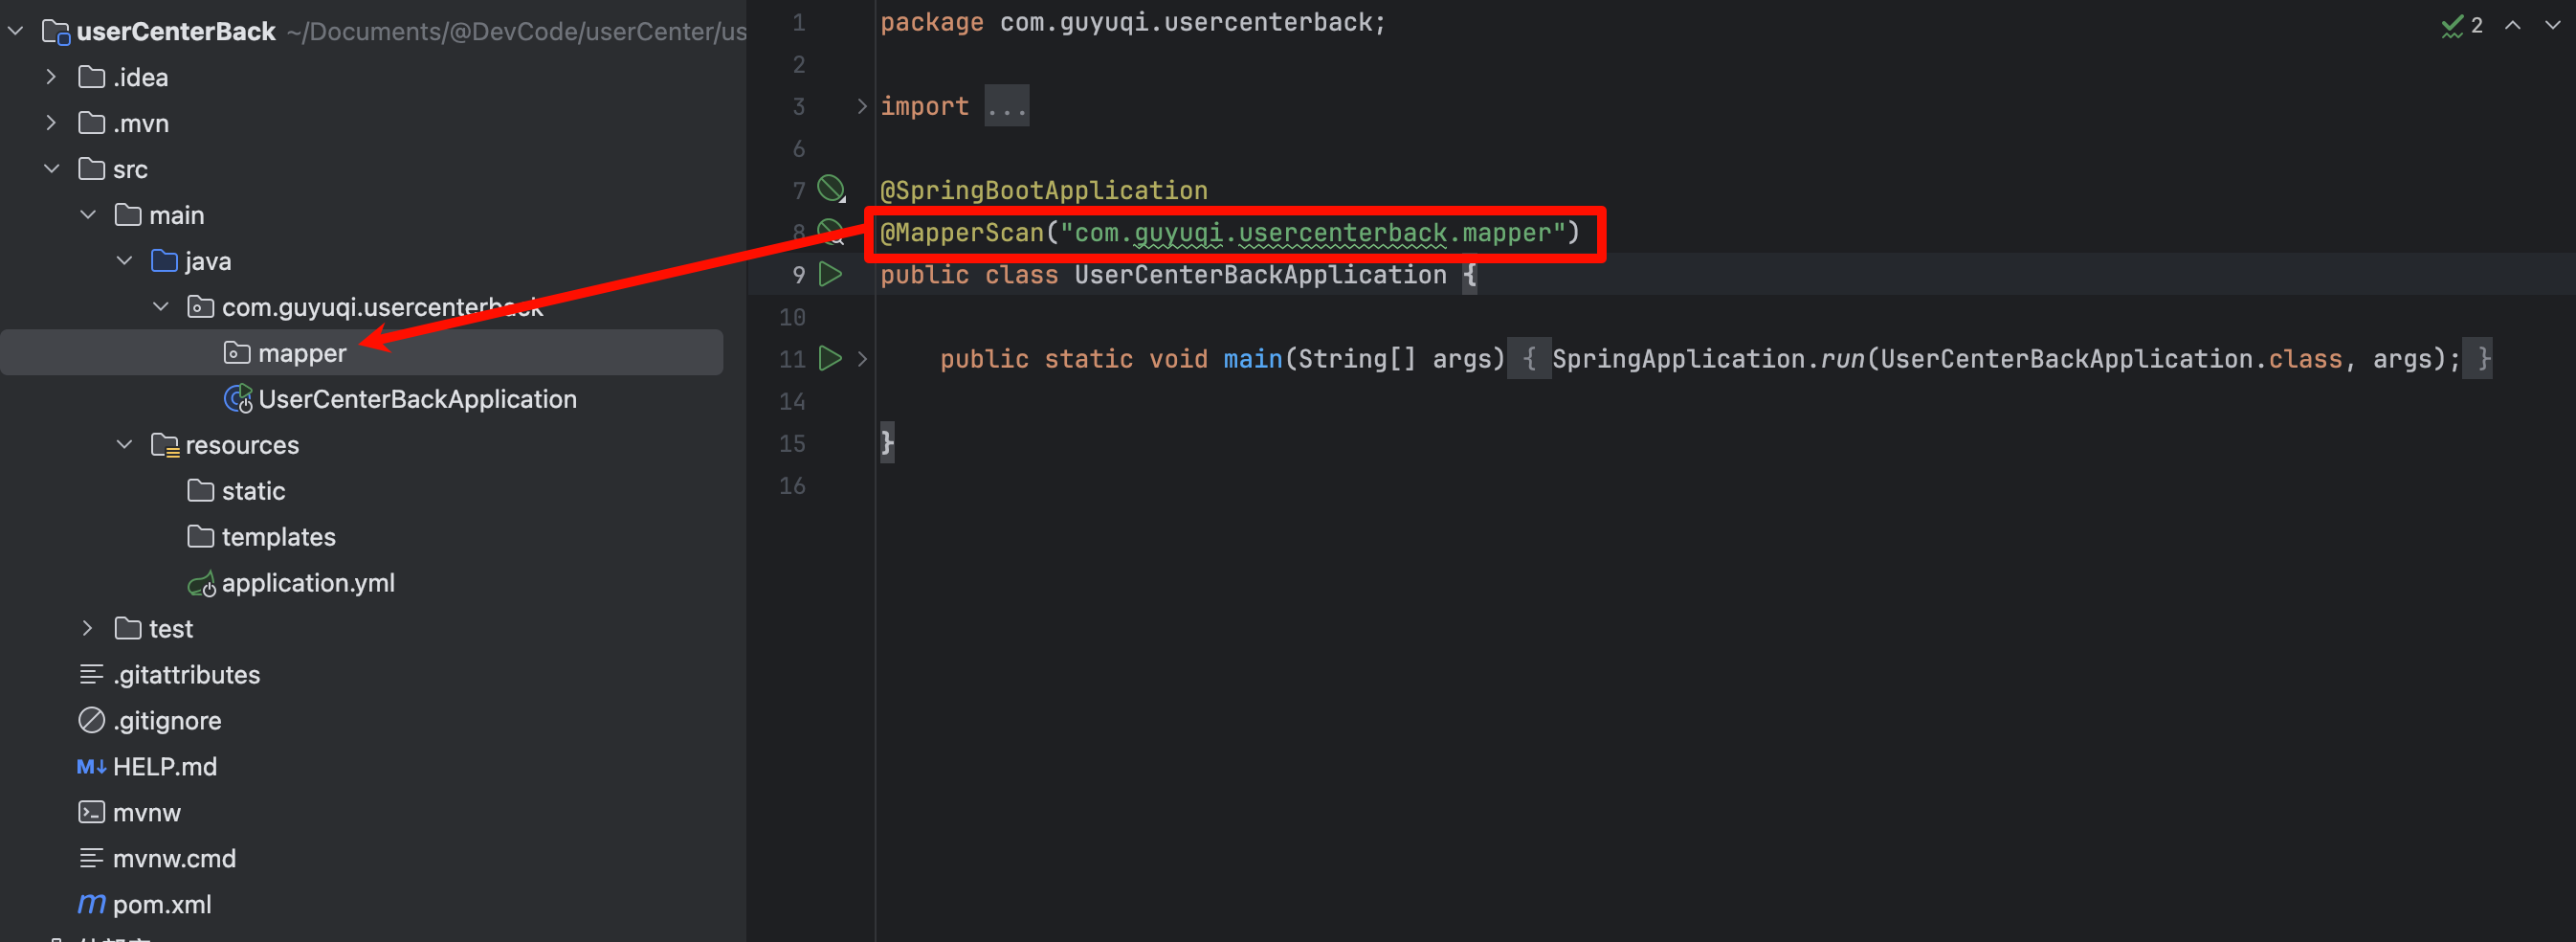 userCenterBack ~/Documents/@DevCode/userCenter/us
.idea
.mvn
src
main
java
com.guyuqi.usercenterback
mapper
UserCenterBackApplication
resources
static
templates
application.yml
test
.gitattributes
.gitignore
HELP.md
mvnw
mvnw.cmd
pom.xml
1 package com.guyuqi.usercenterback;
2
3 import ...
6
7 @SpringBootApplication
8 @MapperScan("com.guyuqi.usercenterback.mapper")
9 public class UserCenterBackApplication {
10
11 public static void main(String[] args) { SpringApplication.run(UserCenterBackApplication.class, args); }
14
15 }
16
2